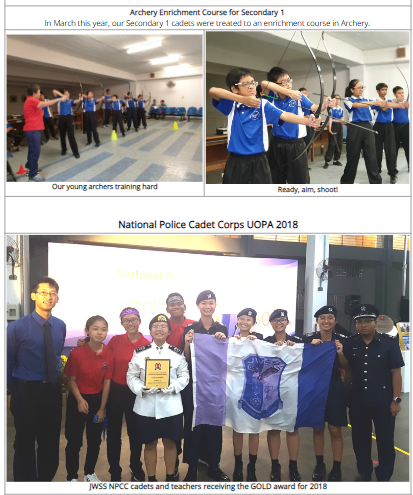 Archery Enrichment Course for Secondary 1
In March this year, our Secondary 1 cadets were treated to an enrichment course in Archery.
Our young archers training hard
Ready, aim, shoot!
National Police Cadet Corps UOPA 2018
JWSS NPCC cadets and teachers receiving the GOLD award for 2018